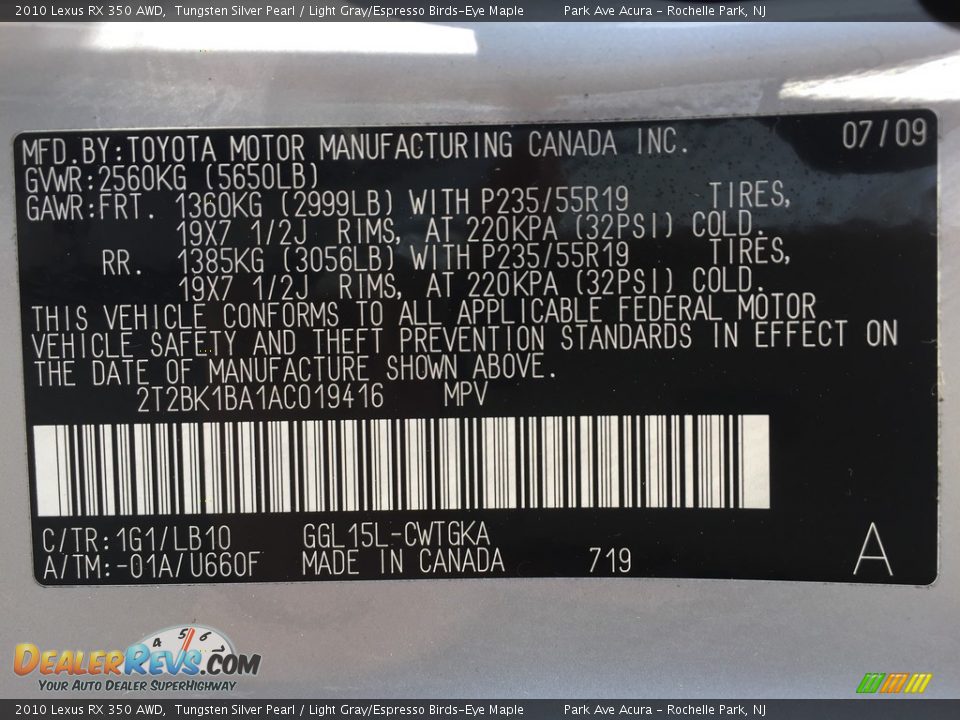 2010 Lexus RX 350 AWD, Tungsten Silver Pearl / Light Gray/Espresso Birds-Eye Maple Park Ave Acura - Rochelle Park, NJ
MFD.BY:TOYOTA MOTOR MANUFACTURING CANADA INC. 07/09
GVWR:2560KG (5650LB)
GAWR:FRT. 1360KG (2999LB) WITH P235/55R19 TIRES,
19X7 1/2J RIMS, AT 220KPA (32PSI) COLD.
RR. 1385KG (3056LB) WITH P235/55R19 TIRES,
19X7 1/2J RIMS, AT 220KPA (32PSI) COLD.
THIS VEHICLE CONFORMS TO ALL APPLICABLE FEDERAL MOTOR
VEHICLE SAFETY AND THEFT PREVENTION STANDARDS IN EFFECT ON
THE DATE OF MANUFACTURE SHOWN ABOVE.
2T2BK1BA1AC019416 MPV
C/TR:1G1/LB10 GGL15L-CWTGKA
A/TM:-01A/U660F MADE IN CANADA 719 A
4 5 6 7
DEALERREVS.COM
YOUR AUTO DEALER SUPERHIGHWAY
2010 Lexus RX 350 AWD, Tungsten Silver Pearl / Light Gray/Espresso Birds-Eye Maple Park Ave Acura - Rochelle Park, NJ